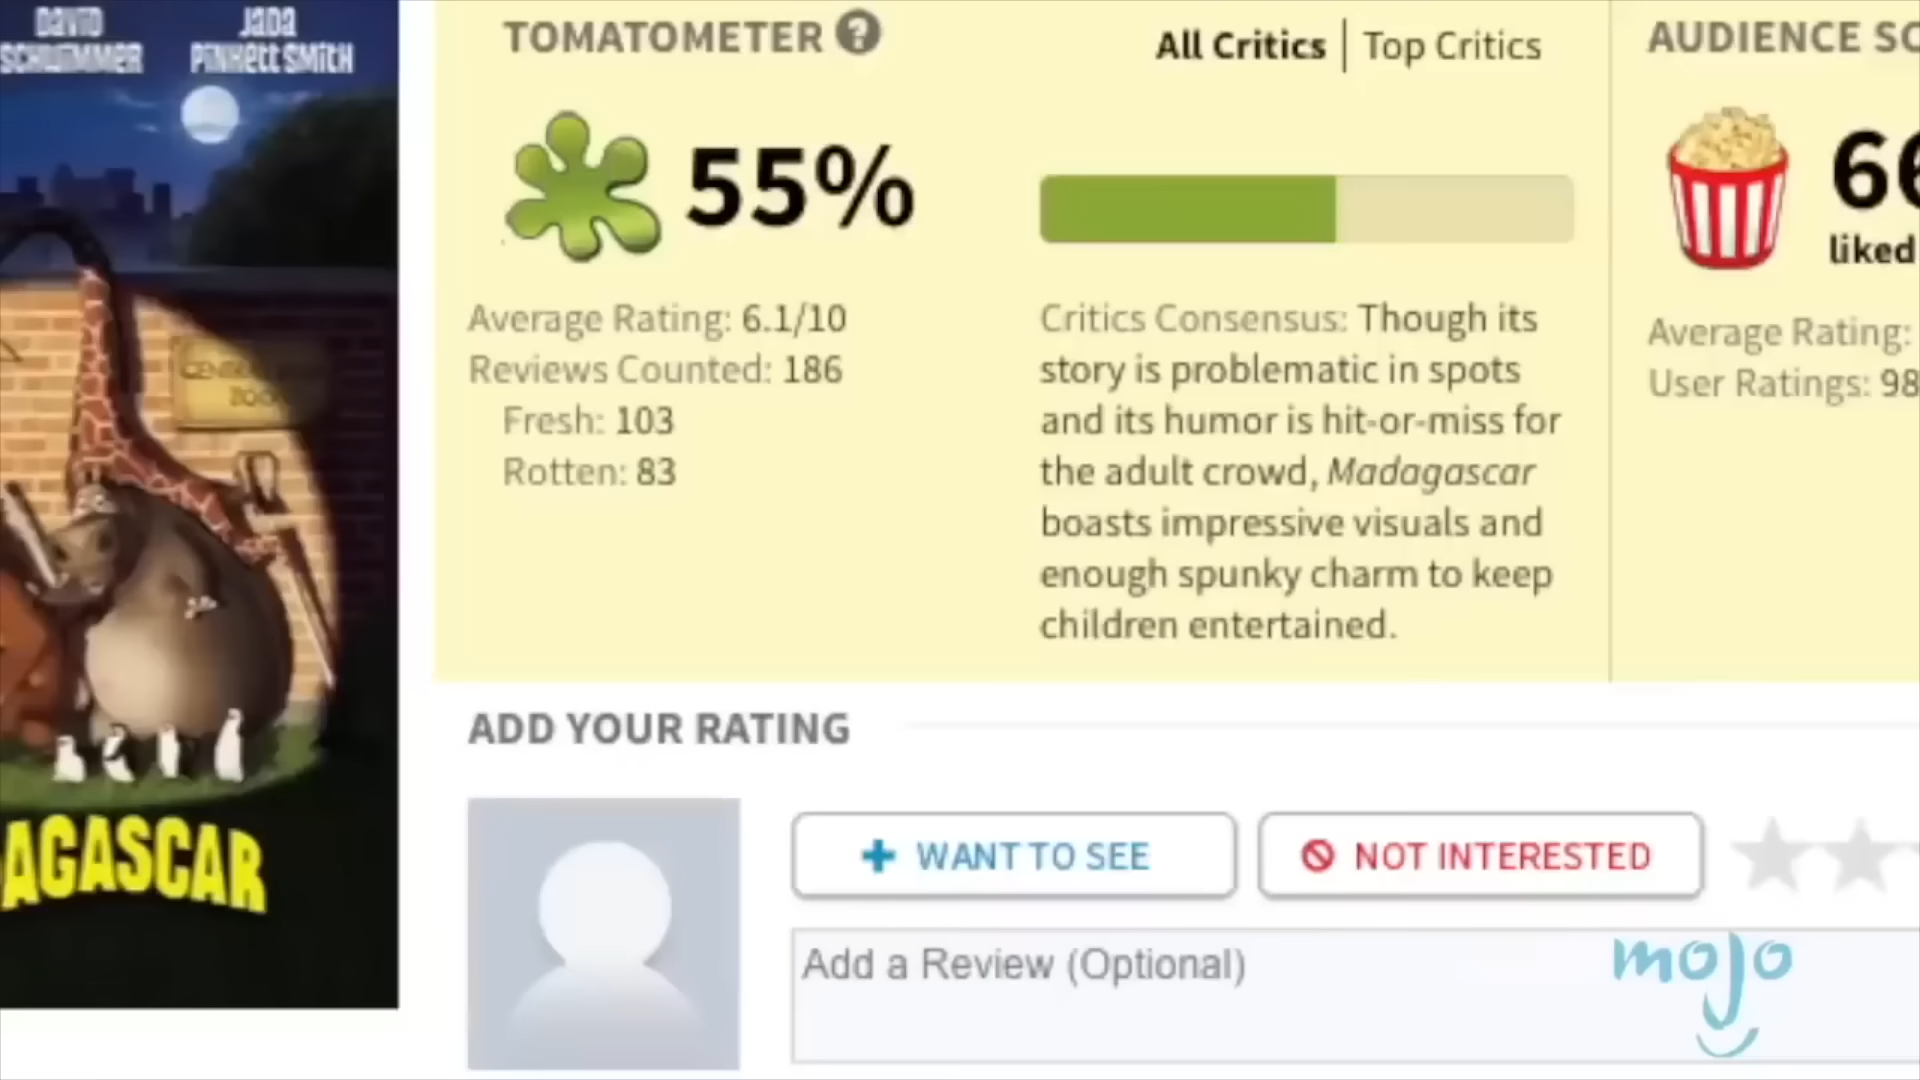 DAVID
SCHWIMMER
JADA
PINKETT SMITH
ZOO
AGASCAR
TOMATOMETER ?
All Critics | Top Critics
55%
Average Rating: 6.1/10
Reviews Counted: 186
Fresh: 103
Rotten: 83
Critics Consensus: Though its
story is problematic in spots
and its humor is hit-or-miss for
the adult crowd, Madagascar
boasts impressive visuals and
enough spunky charm to keep
children entertained.
AUDIENCE SC
66
liked
Average Rating:
User Ratings: 98
ADD YOUR RATING
WANT TO SEE
NOT INTERESTED
Add a Review (Optional)
mojo